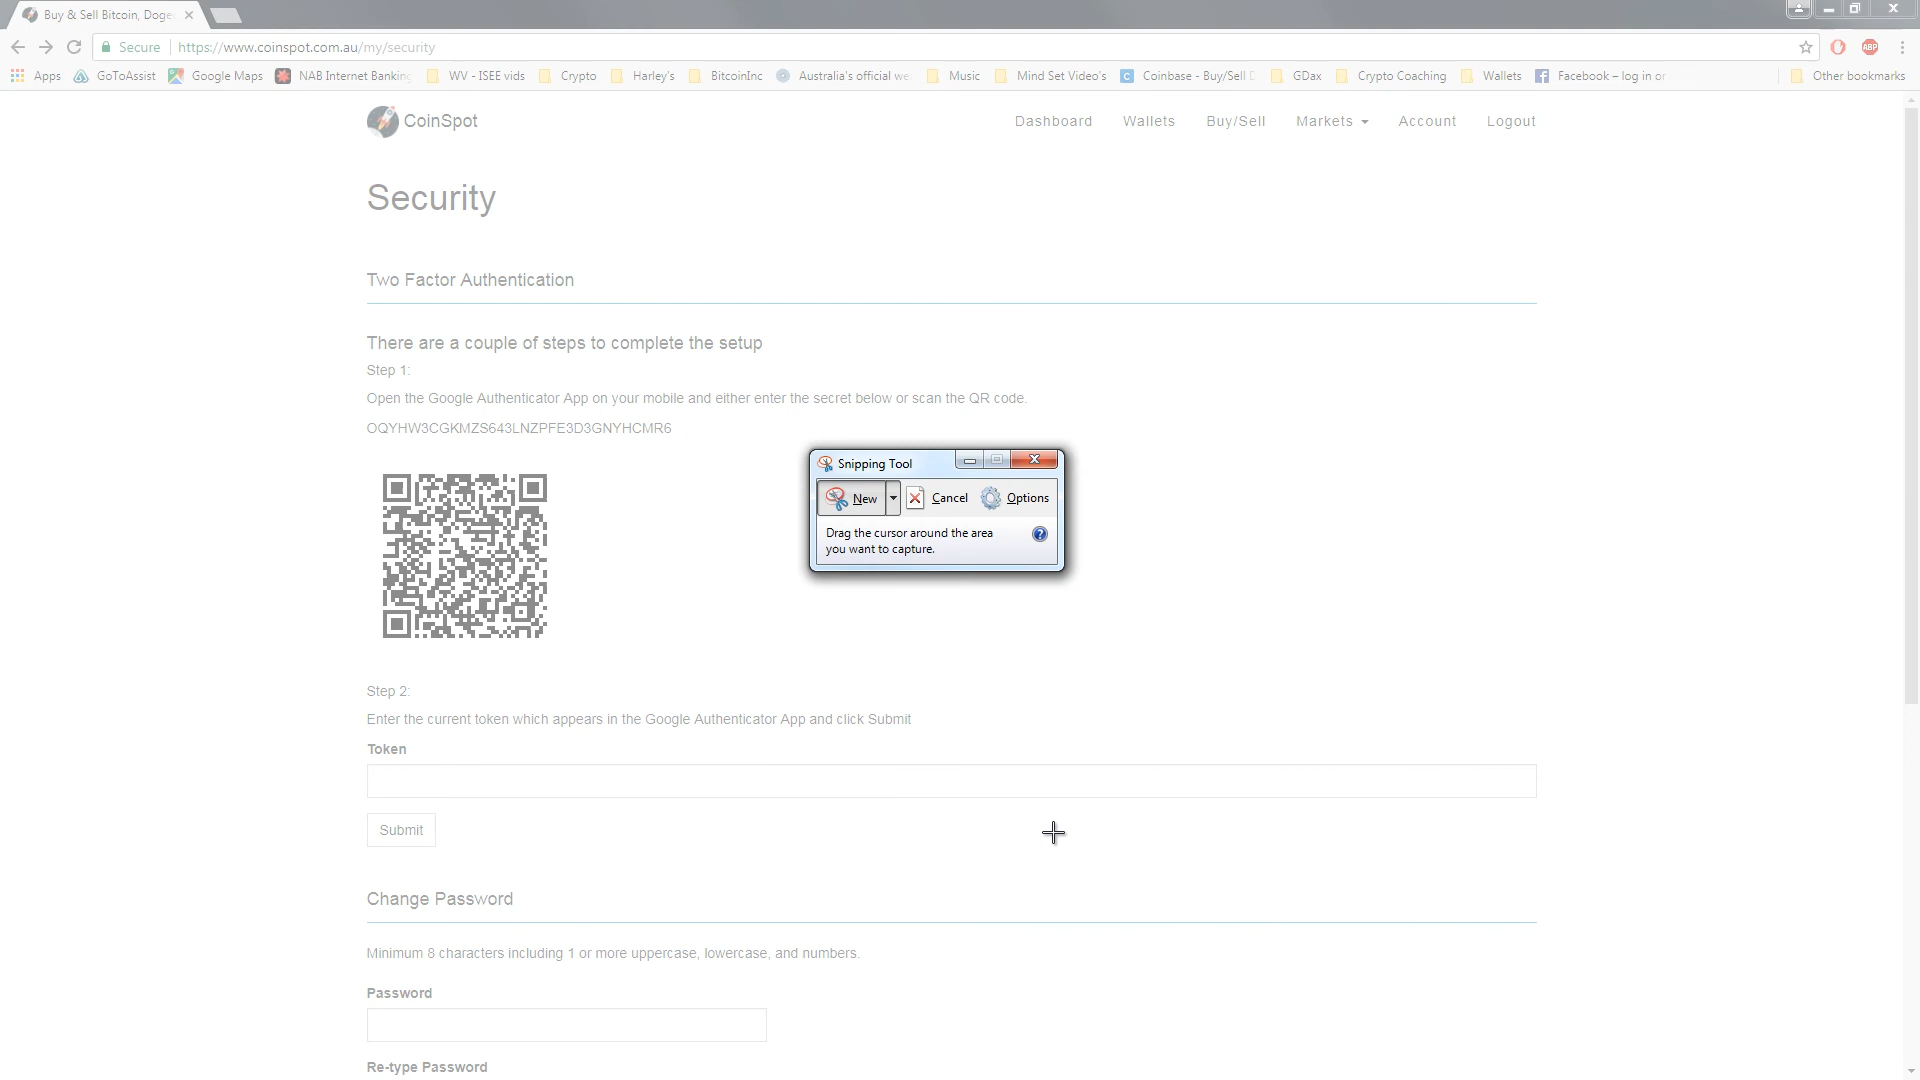 Buy & Sell Bitcoin, Doge
Secure
https://www.coinspot.com.au/my/security
ABP
Apps
GoToAssist
Google Maps
NAB Internet Banking
WV - ISEE vids
Crypto
Harley's
BitcoinInc
Australia's official we
Music
Mind Set Video's
C
Coinbase - Buy/Sell
GDax
Crypto Coaching
Wallets
Facebook – log in or
Other bookmarks
CoinSpot
Dashboard
Wallets
Buy/Sell
Markets
Account
Logout
Security
Two Factor Authentication
There are a couple of steps to complete the setup
Step 1:
Open the Google Authenticator App on your mobile and either enter the secret below or scan the QR code.
OQYHW3CGKMZS643LNZPFE3D3GNYHCMR6
Snipping Tool
New
Cancel
Options
Drag the cursor around the area
you want to capture.
Step 2:
Enter the current token which appears in the Google Authenticator App and click Submit
Token
Submit
Change Password
Minimum 8 characters including 1 or more uppercase, lowercase, and numbers.
Password
Re-type Password